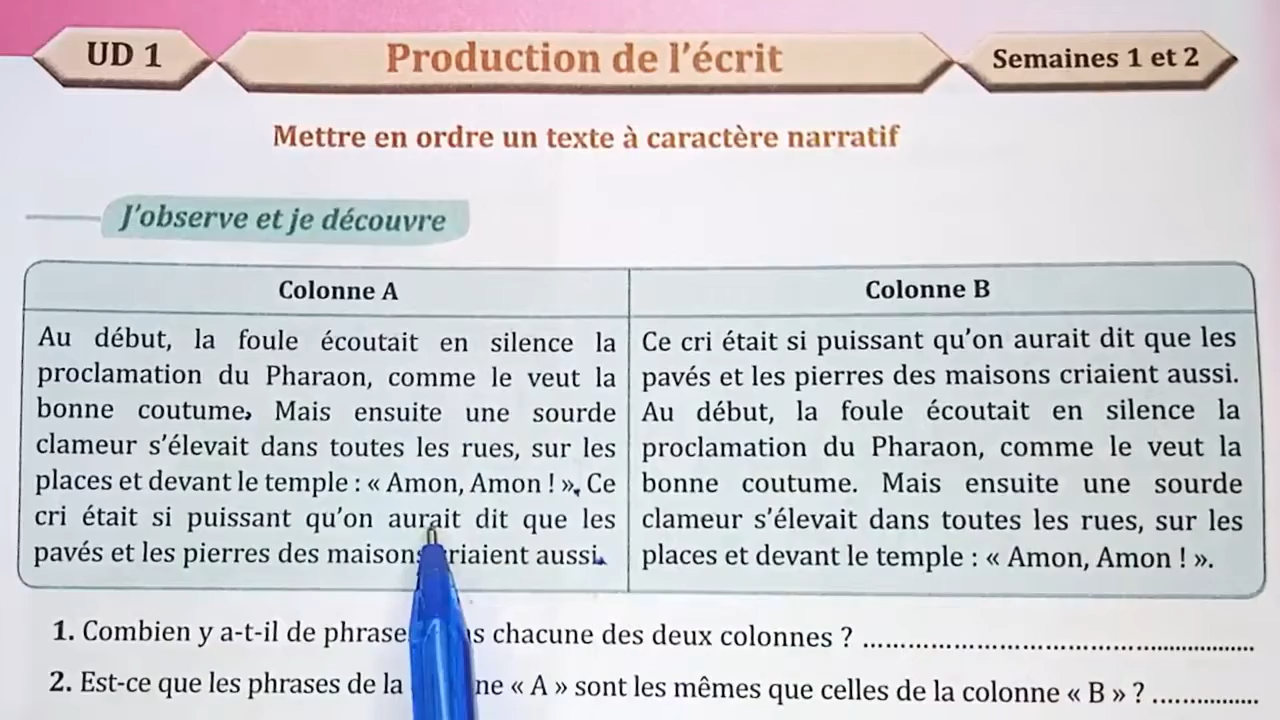 UD 1
Production de l'écrit
Semaines 1 et 2
Mettre en ordre un texte à caractère narratif
J'observe et je découvre
Colonne A
Au début, la foule écoutait en silence la
proclamation du Pharaon, comme le veut la
bonne coutume. Mais ensuite une sourde
clameur s'élevait dans toutes les rues, sur les
places et devant le temple : « Amon, Amon ! ». Ce
cri était si puissant qu'on aurait dit que les
pavés et les pierres des maisons criaient aussi.
Colonne B
Ce cri était si puissant qu'on aurait dit que les
pavés et les pierres des maisons criaient aussi.
Au début, la foule écoutait en silence la
proclamation du Pharaon, comme le veut la
bonne coutume. Mais ensuite une sourde
clameur s'élevait dans toutes les rues, sur les
places et devant le temple : « Amon, Amon ! ».
1. Combien y a-t-il de phrases chacune des deux colonnes ? ........................................
2. Est-ce que les phrases de la « A » sont les mêmes que celles de la colonne « B » ? ................